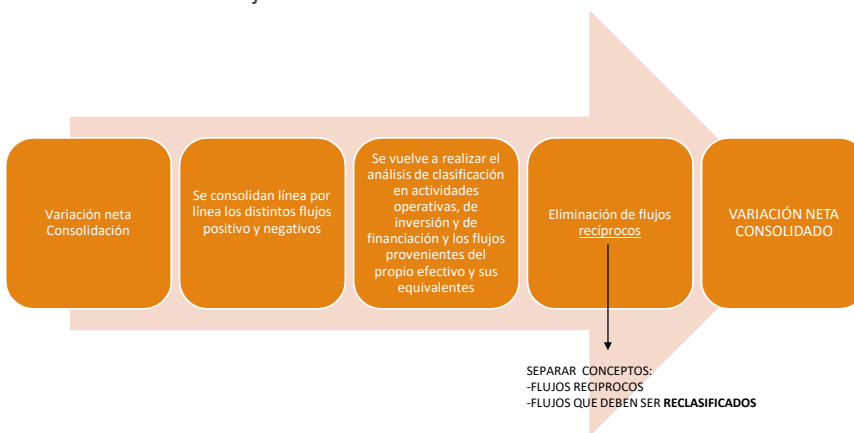 Variación neta
Consolidación
Se consolidan línea por
línea los distintos flujos
positivo y negativos
Se vuelve a realizar el
análisis de clasificación
en actividades
operativas, de
inversión y de
financiación y los flujos
provenientes del
propio efectivo y sus
equivalentes
Eliminación de flujos
recíprocos
VARIACIÓN NETA
CONSOLIDADO
SEPARAR CONCEPTOS:
-FLUJOS RECIPROCOS
-FLUJOS QUE DEBEN SER RECLASIFICADOS